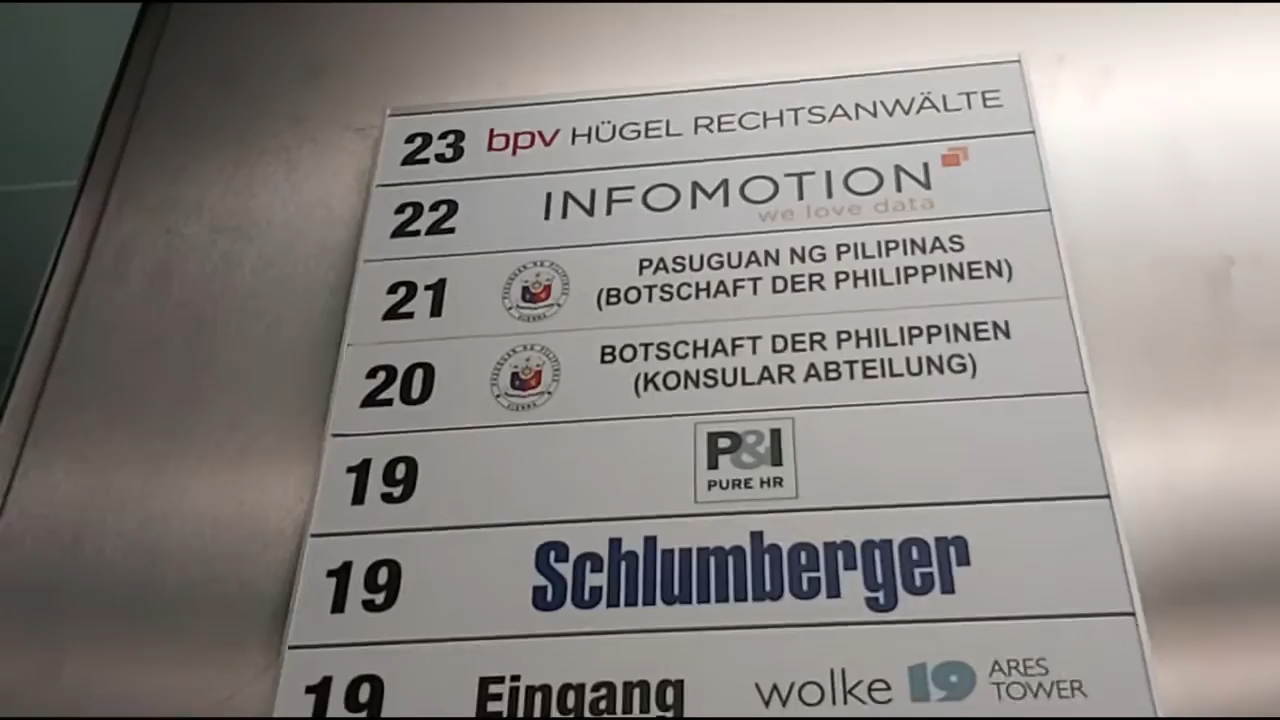 23 bpv HÜGEL RECHTSANWÄLTE
22 INFOMOTION
we love data
21 PASUGUAN NG PILIPINAS
(BOTSCHAFT DER PHILIPPINEN)
20 BOTSCHAFT DER PHILIPPINEN
(KONSULAR ABTEILUNG)
19 P&I
PURE HR
19 Schlumberger
19 Eingang wolke 19 ARES
TOWER